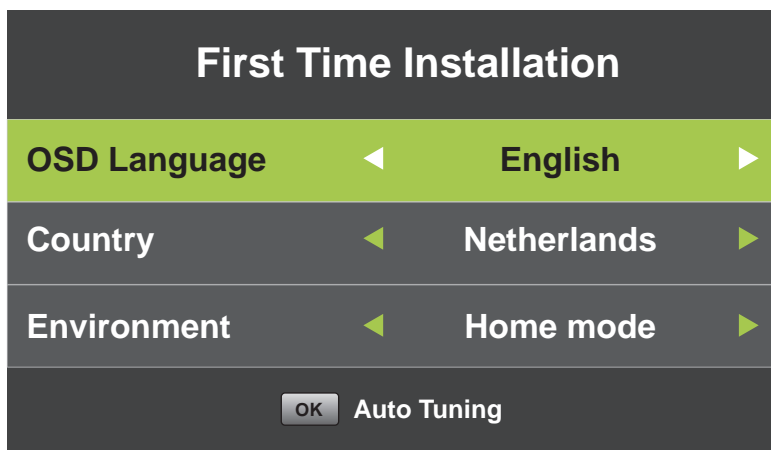 First Time Installation
OSD Language English
Country Netherlands
Environment Home mode
OK Auto Tuning